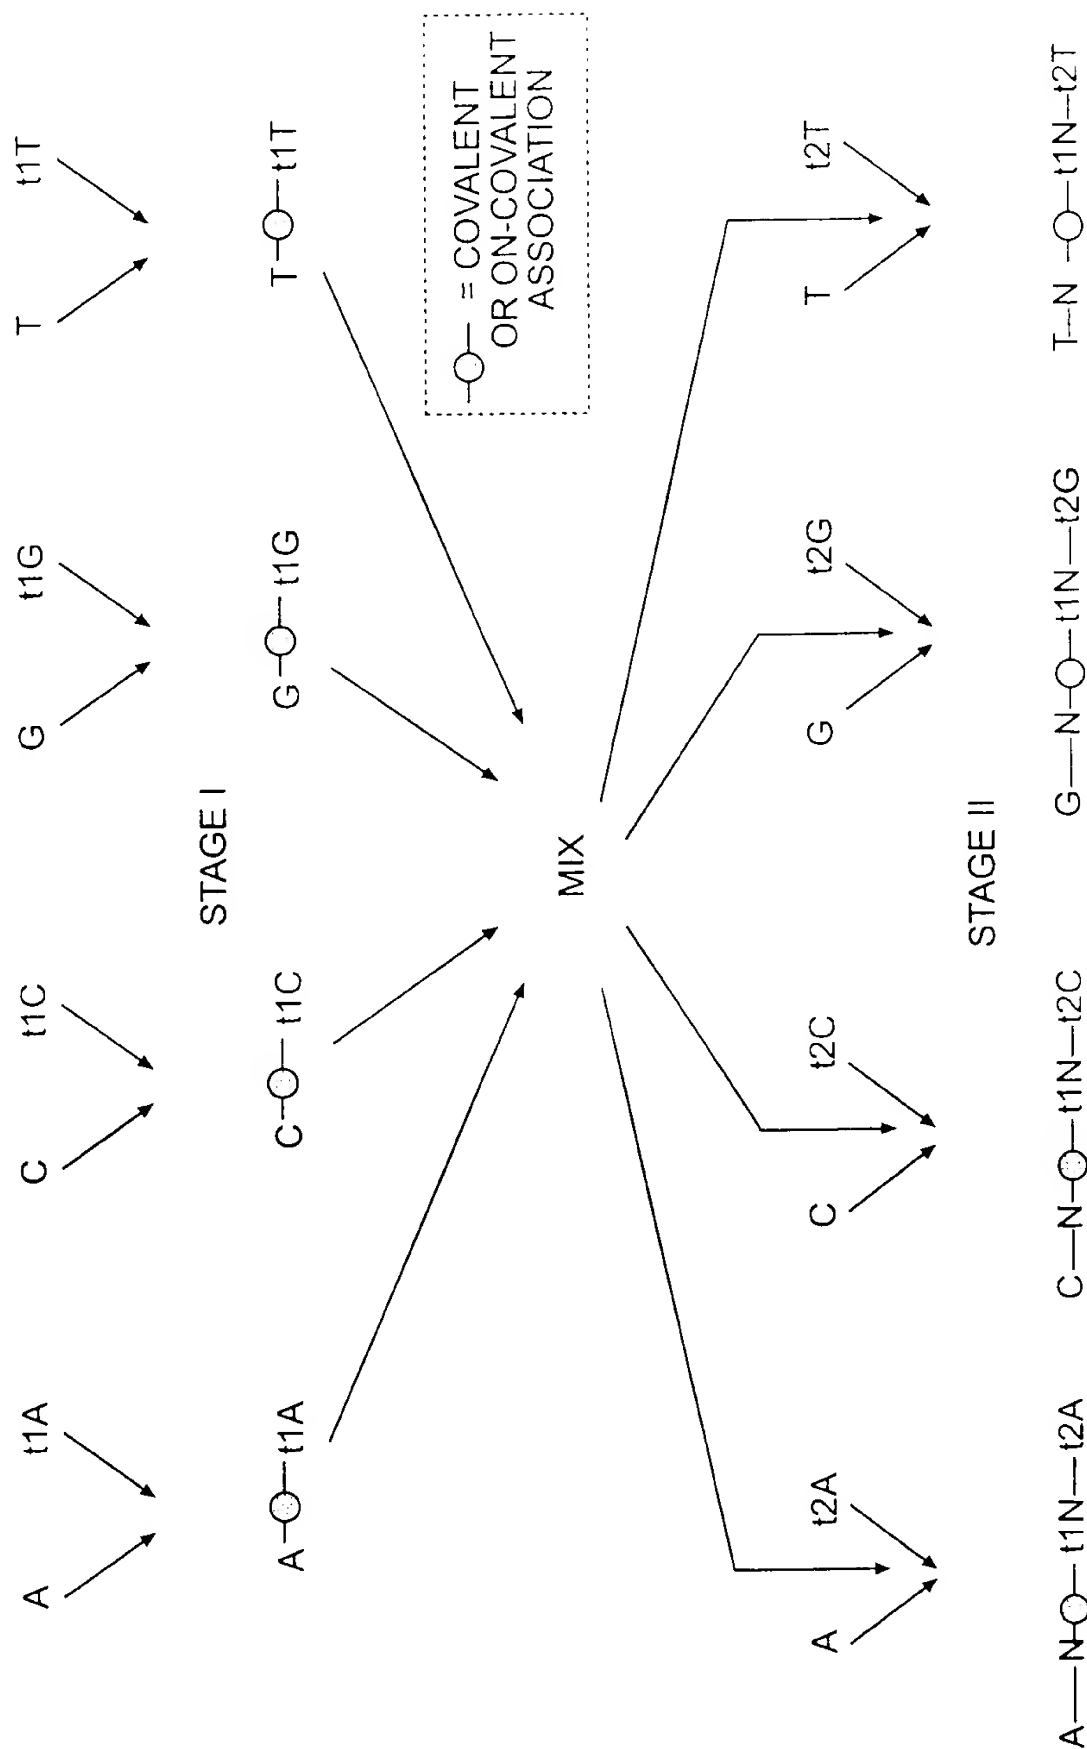 A t1A C t1C G t1G T t1T
STAGE I
A—○—t1A C—○—t1C G—○—t1G T—○—t1T
—○— = COVALENT
OR ON-COVALENT
ASSOCIATION
MIX
A t2A C t2C G t2G T t2T
STAGE II
A—N—○—t1N—t2A C—N—○—t1N—t2C G—N—○—t1N—t2G T—N—○—t1N—t2T